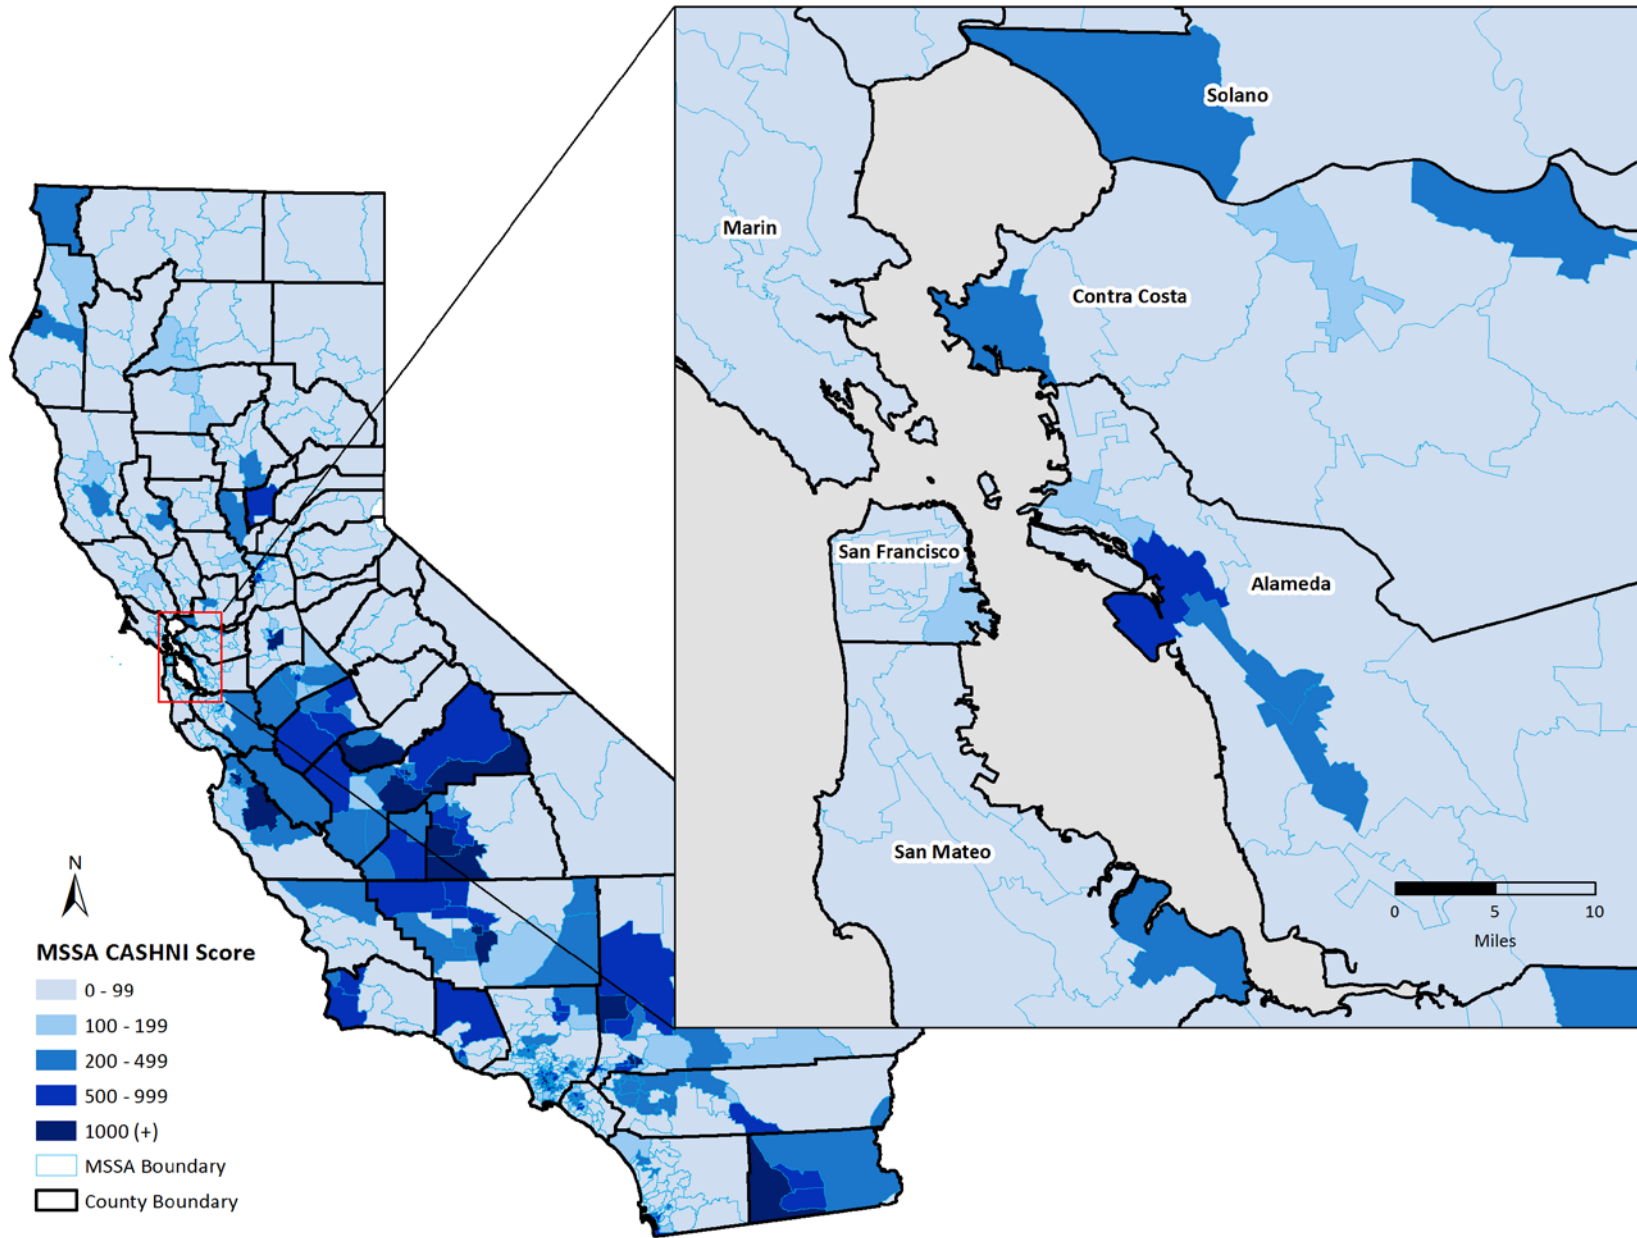 Solano
Marin
Contra Costa
San Francisco
Alameda
San Mateo
0 5 10
Miles
N
MSSA CASHNI Score
0 - 99
100 - 199
200 - 499
500 - 999
1000 (+)
MSSA Boundary
County Boundary